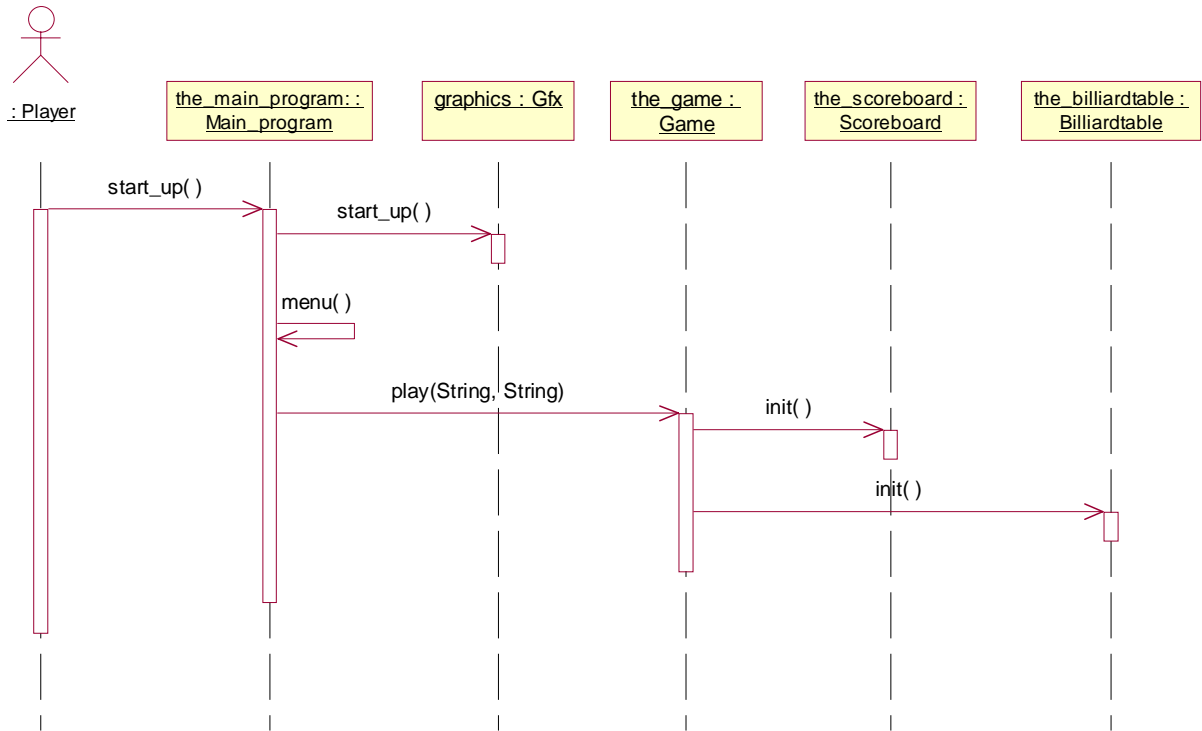 : Player
the_main_program: :
Main_program
graphics : Gfx
the_game :
Game
the_scoreboard :
Scoreboard
the_billiardtable :
Billiardtable
start_up( )
start_up( )
menu( )
play(String, String)
init( )
init( )